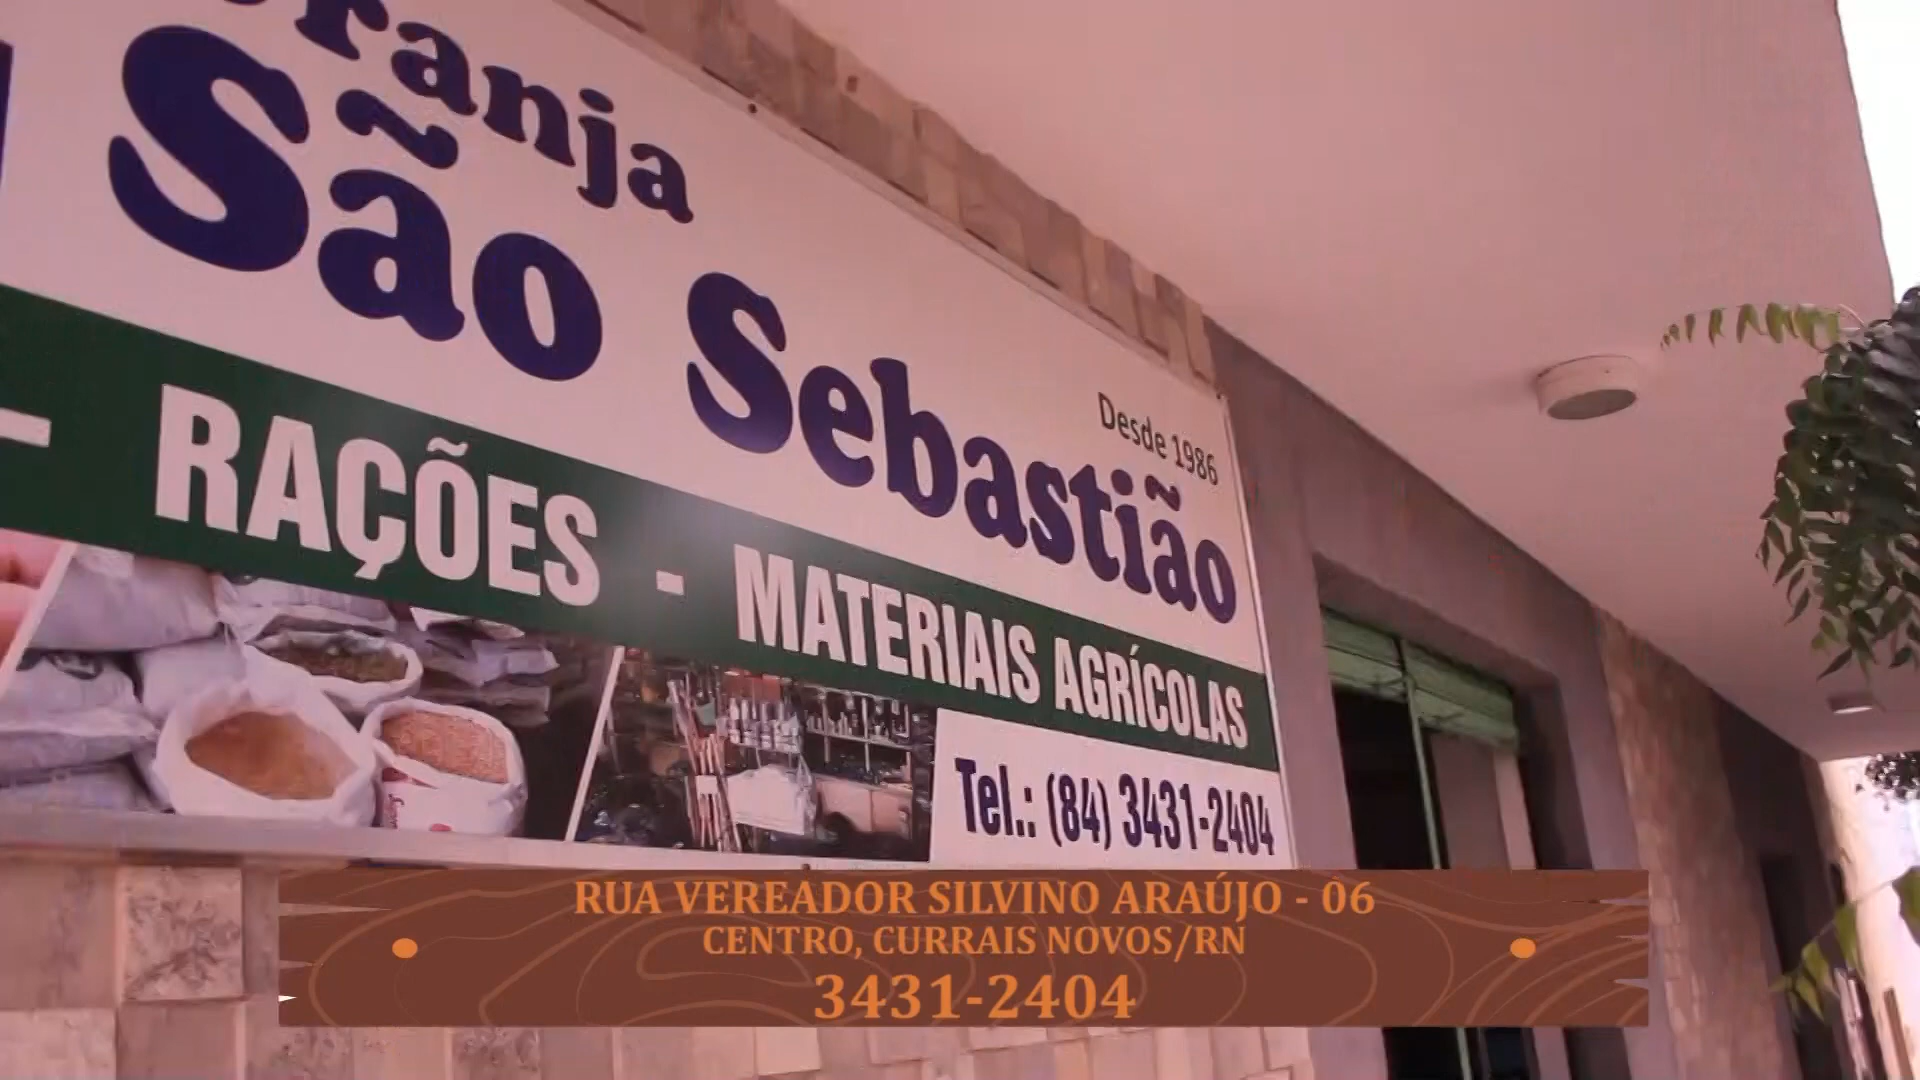 ranja
São Sebastião
Desde 1986
- RAÇÕES - MATERIAIS AGRÍCOLAS
Tel.: (84) 3431-2404
RUA VEREADOR SILVINO ARAÚJO - 06
CENTRO, CURRAIS NOVOS/RN
3431-2404